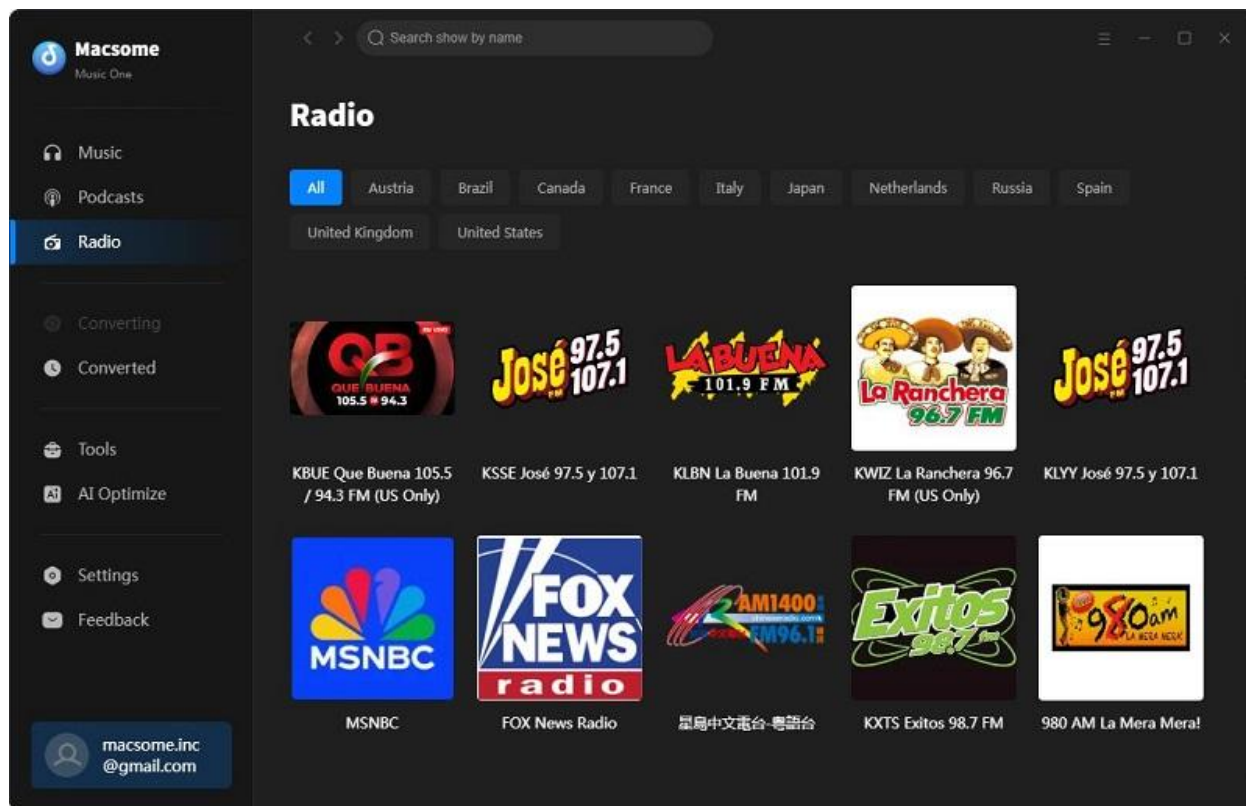 Macsome
Music One
Search show by name
Radio
Music
Podcasts
Radio
Converting
Converted
Tools
AI Optimize
Settings
Feedback
macsome.inc
@gmail.com
All
Austria
Brazil
Canada
France
Italy
Japan
Netherlands
Russia
Spain
United Kingdom
United States
QB
QUE BUENA
105.5 94.3
José 97.5
FM 107.1
LA BUENA
101.9 FM
La Ranchera
96.7 FM
José 97.5
FM 107.1
KBUE Que Buena 105.5
/ 94.3 FM (US Only)
KSSE José 97.5 y 107.1
KLBN La Buena 101.9
FM
KWIZ La Ranchera 96.7
FM (US Only)
KLYY José 97.5 y 107.1
MSNBC
FOX
NEWS
radio
AM1400
FM96.1
Exitos
98.7 fm
980am
LA MERA MERA!
MSNBC
FOX News Radio
星島中文電台-粵語台
KXTS Exitos 98.7 FM
980 AM La Mera Mera!